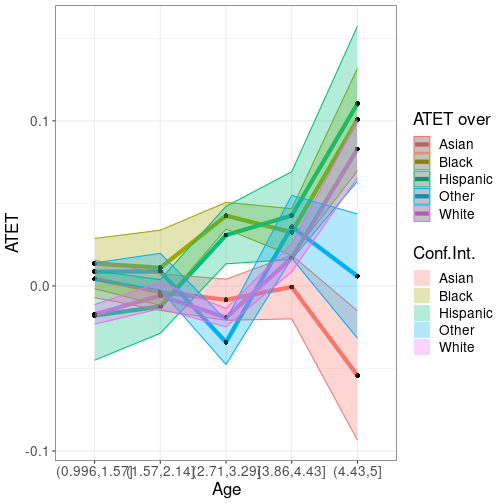 0.1
0.0
-0.1
ATET
(0.996,1.57]
(1.57,2.14]
(2.71,3.29]
(3.86,4.43]
(4.43,5]
Age
ATET over
Asian
Black
Hispanic
Other
White
Conf.Int.
Asian
Black
Hispanic
Other
White